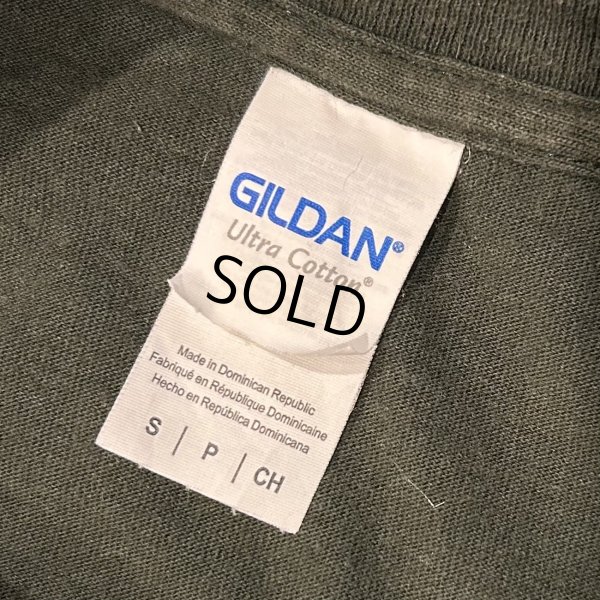 GILDAN®
Ultra Cotton®
SOLD
Made in Dominican Republic
Fabriqué en République Dominicaine
Hecho en República Dominicana
S | P | CH